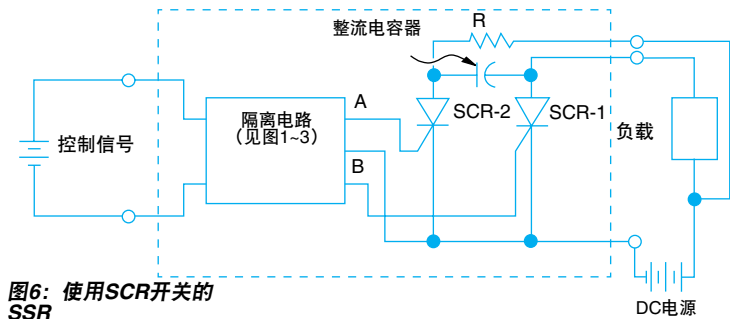 整流电容器
R
A
SCR-2
SCR-1
隔离电路
（见图1~3）
控制信号
负载
B
图6：使用SCR开关的
SSR
DC电源